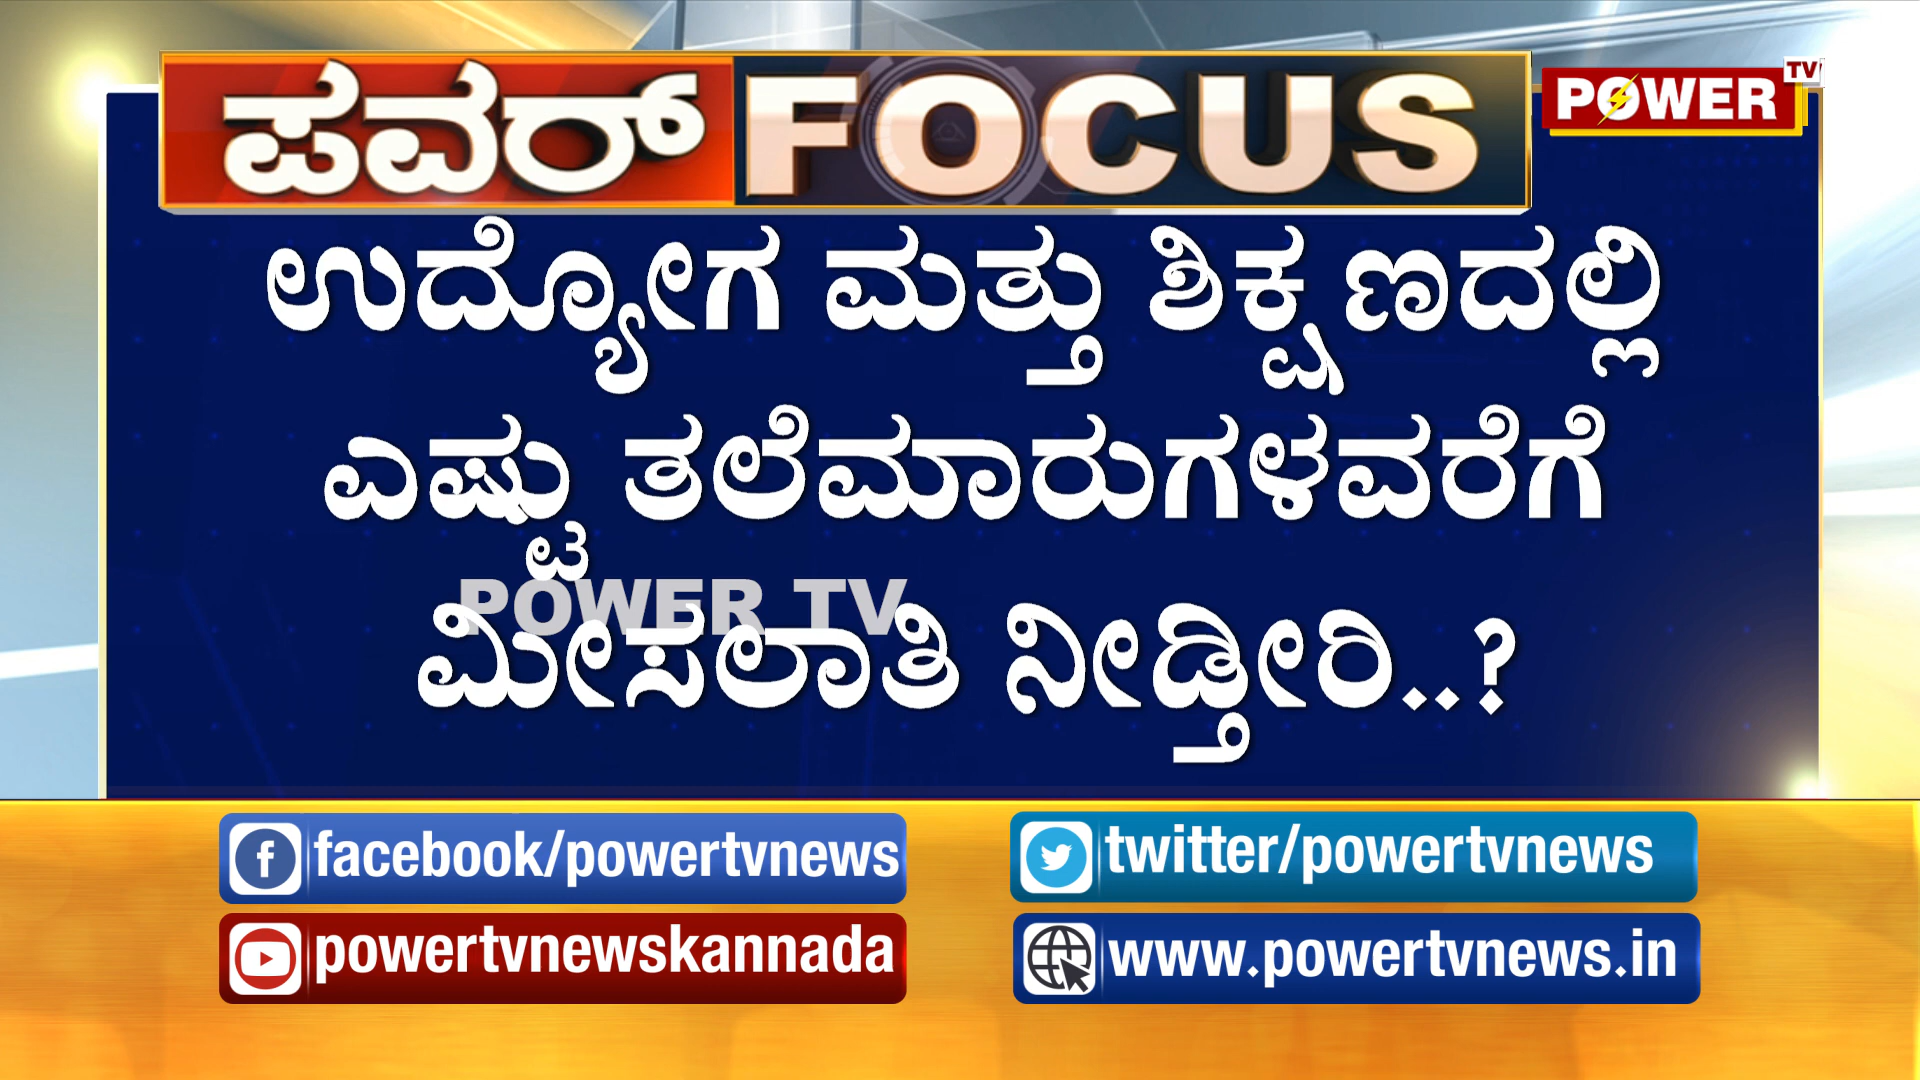 ಪವರ್ FOCUS
POWER TV
ಉದ್ಯೋಗ ಮತ್ತು ಶಿಕ್ಷಣದಲ್ಲಿ
ಎಷ್ಟು ತಲೆಮಾರುಗಳವರೆಗೆ
POWER TV
ಮೀಸಲಾತಿ ನೀಡ್ತೀರಿ..?
facebook/powertvnews
twitter/powertvnews
powertvnewskannada
www.powertvnews.in